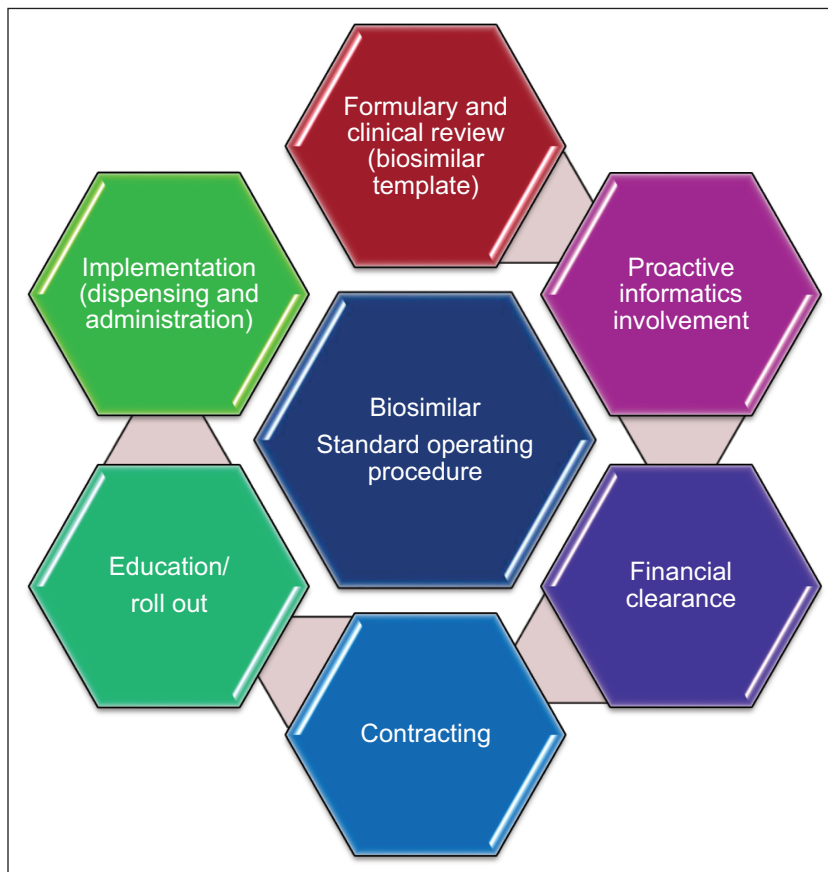 Formulary and
clinical review
(biosimilar
template)
Proactive
informatics
involvement
Financial
clearance
Contracting
Education/
roll out
Implementation
(dispensing and
administration)
Biosimilar
Standard operating
procedure